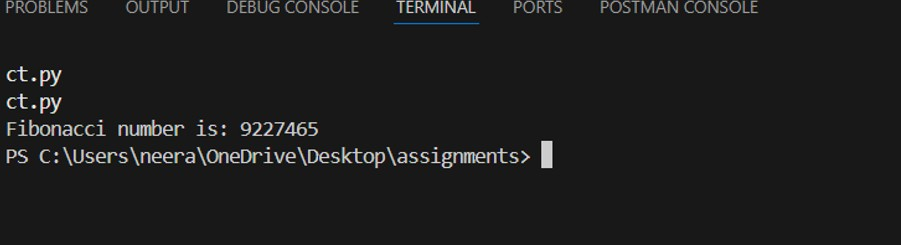 PROBLEMS OUTPUT DEBUG CONSOLE TERMINAL PORTS POSTMAN CONSOLE
ct.py
ct.py
Fibonacci number is: 9227465
PS C:\Users\neera\OneDrive\Desktop\assignments>